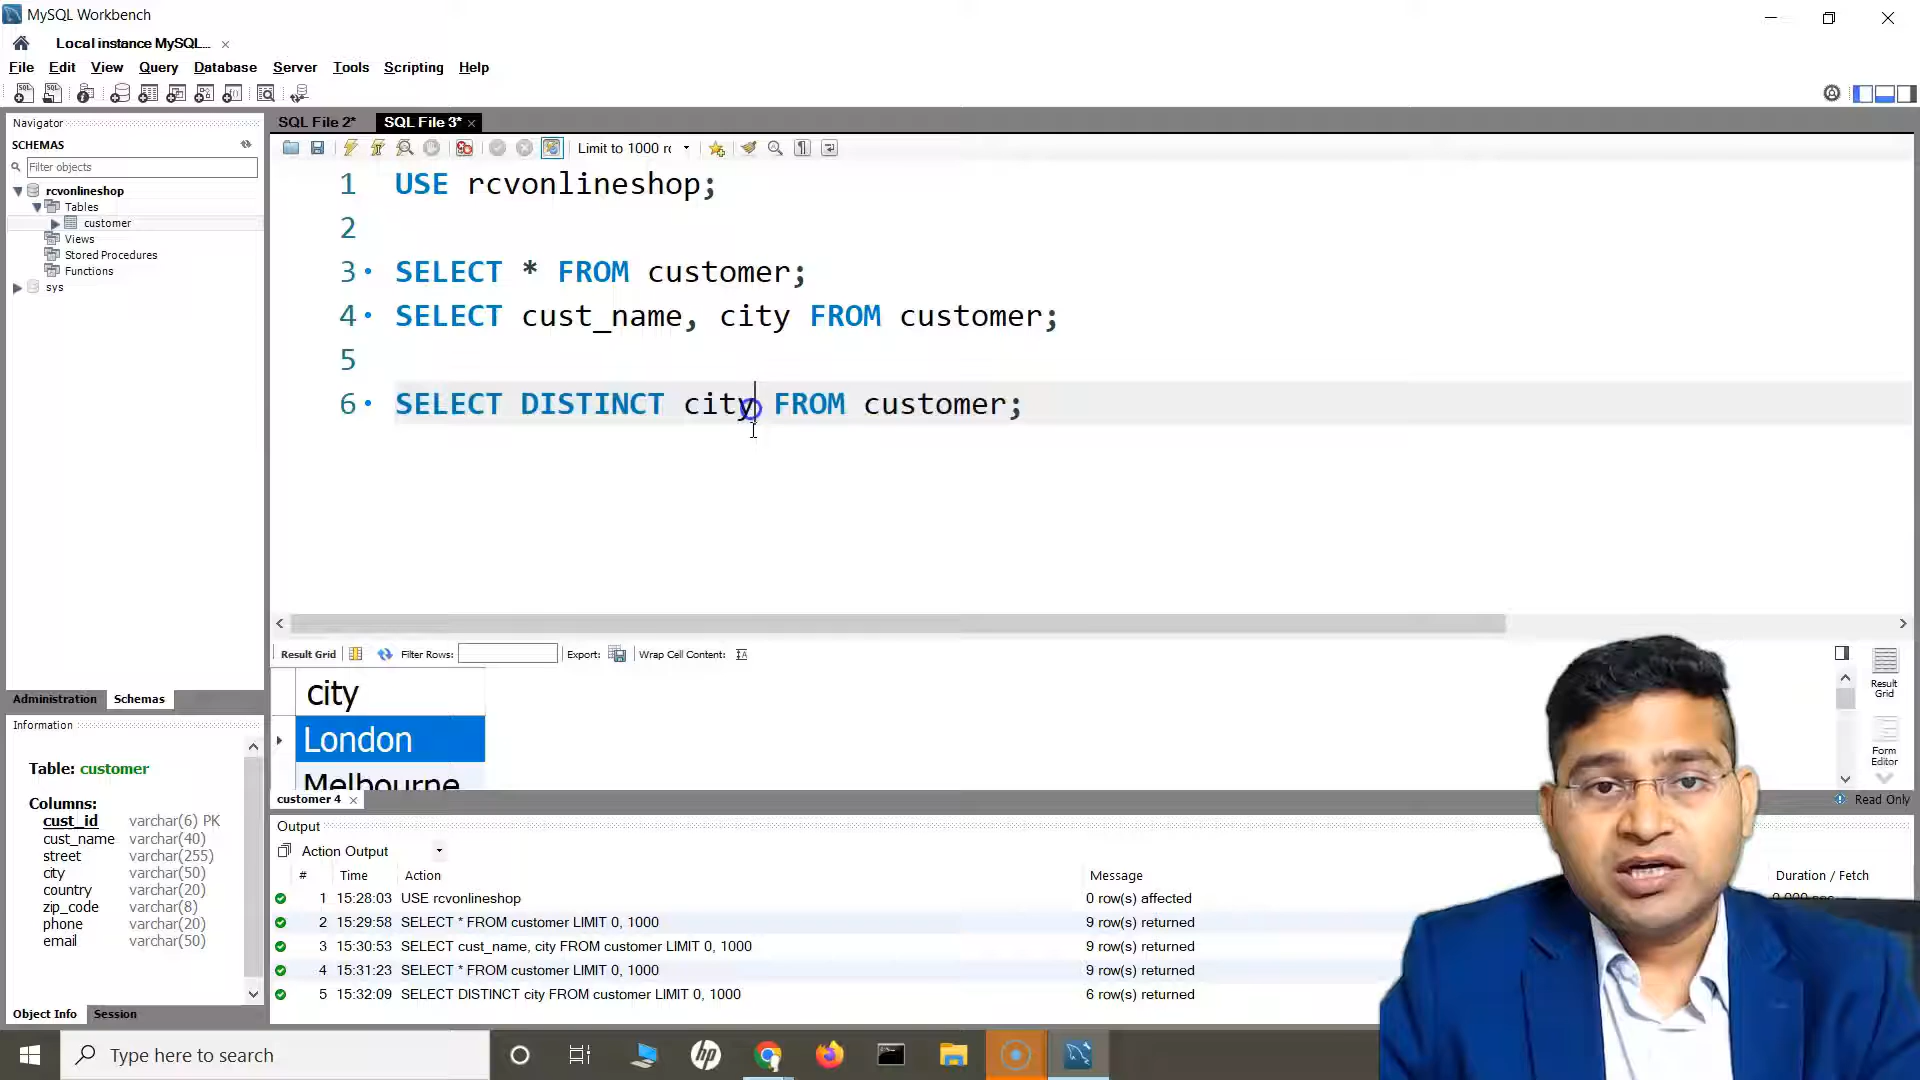 MySQL Workbench
Local instance MySQL...
File Edit View Query Database Server Tools Scripting Help
Navigator
SCHEMAS
Filter objects
rcvonlineshop
Tables
customer
Views
Stored Procedures
Functions
sys
Administration Schemas
Information
Table: customer
Columns:
cust_id varchar(6) PK
cust_name varchar(40)
street varchar(255)
city varchar(50)
country varchar(20)
zip_code varchar(8)
phone varchar(20)
email varchar(50)
Object Info Session
SQL File 2* SQL File 3*
Limit to 1000 rc
1 USE rcvonlineshop;
2
3 SELECT * FROM customer;
4 SELECT cust_name, city FROM customer;
5
6 SELECT DISTINCT city FROM customer;
Result Grid Filter Rows: Export: Wrap Cell Content:
city
London
Melbourne
Result Grid
Form Editor
customer 4
Read Only
Output
Action Output
# Time Action Message Duration / Fetch
1 15:28:03 USE rcvonlineshop 0 row(s) affected
2 15:29:58 SELECT * FROM customer LIMIT 0, 1000 9 row(s) returned
3 15:30:53 SELECT cust_name, city FROM customer LIMIT 0, 1000 9 row(s) returned
4 15:31:23 SELECT * FROM customer LIMIT 0, 1000 9 row(s) returned
5 15:32:09 SELECT DISTINCT city FROM customer LIMIT 0, 1000 6 row(s) returned
Type here to search
hp